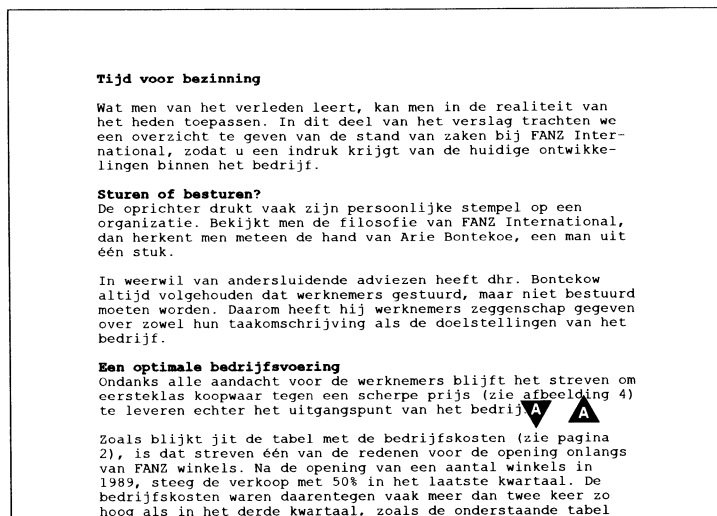 Tijd voor bezinning
Wat men van het verleden leert, kan men in de realiteit van
het heden toepassen. In dit deel van het verslag trachten we
een overzicht te geven van de stand van zaken bij FANZ Inter-
national, zodat u een indruk krijgt van de huidige ontwikke-
lingen binnen het bedrijf.
Sturen of besturen?
De oprichter drukt vaak zijn persoonlijke stempel op een
organizatie. Bekijkt men de filosofie van FANZ International,
dan herkent men meteen de hand van Arie Bontekoe, een man uit
één stuk.
In weerwil van andersluidende adviezen heeft dhr. Bontekow
altijd volgehouden dat werknemers gestuurd, maar niet bestuurd
moeten worden. Daarom heeft hij werknemers zeggenschap gegeven
over zowel hun taakomschrijving als de doelstellingen van het
bedrijf.
Een optimale bedrijfsvoering
Ondanks alle aandacht voor de werknemers blijft het streven om
eersteklas koopwaar tegen een scherpe prijs (zie afbeelding 4)
te leveren echter het uitgangspunt van het bedrij A A
Zoals blijkt jit de tabel met de bedrijfskosten (zie pagina
2), is dat streven één van de redenen voor de opening onlangs
van FANZ winkels. Na de opening van een aantal winkels in
1989, steeg de verkoop met 50% in het laatste kwartaal. De
bedrijfskosten waren daarentegen vaak meer dan twee keer zo
hoog als in het derde kwartaal, zoals de onderstaande tabel